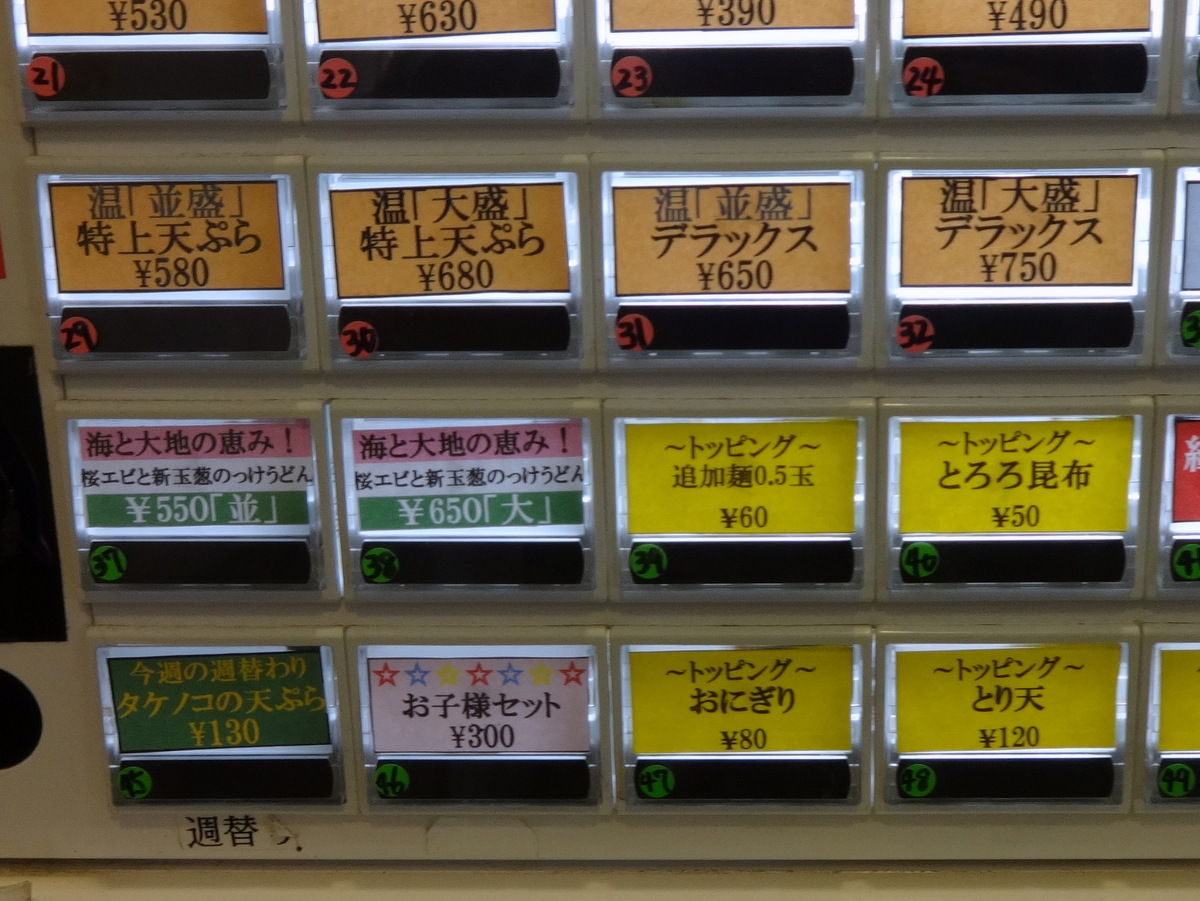 ¥530
¥630
¥390
¥490
21
22
23
24
温「並盛」
特上天ぷら
¥580
温「大盛」
特上天ぷら
¥680
温「並盛」
デラックス
¥650
温「大盛」
デラックス
¥750
29
30
31
32
海と大地の恵み！
桜エビと新玉葱のっけうどん
¥550「並」
海と大地の恵み！
桜エビと新玉葱のっけうどん
¥650「大」
～トッピング～
追加麺0.5玉
¥60
～トッピング～
とろろ昆布
¥50
37
38
39
40
今週の週替わり
タケノコの天ぷら
¥130
☆☆☆☆☆☆☆
お子様セット
¥300
～トッピング～
おにぎり
¥80
～トッピング～
とり天
¥120
45
46
47
48
49
週替